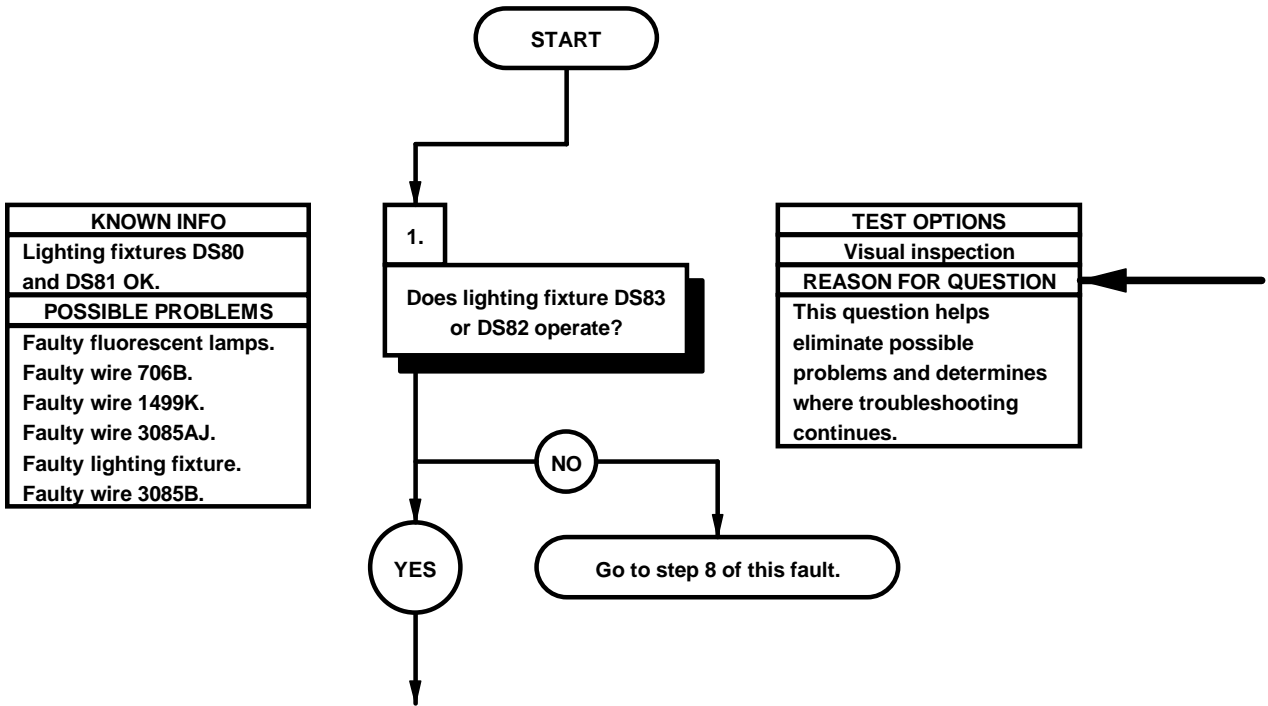 START
KNOWN INFO
Lighting fixtures DS80
and DS81 OK.
POSSIBLE PROBLEMS
Faulty fluorescent lamps.
Faulty wire 706B.
Faulty wire 1499K.
Faulty wire 3085AJ.
Faulty lighting fixture.
Faulty wire 3085B.
1.
Does lighting fixture DS83
or DS82 operate?
TEST OPTIONS
Visual inspection
REASON FOR QUESTION
This question helps
eliminate possible
problems and determines
where troubleshooting
continues.
NO
YES
Go to step 8 of this fault.